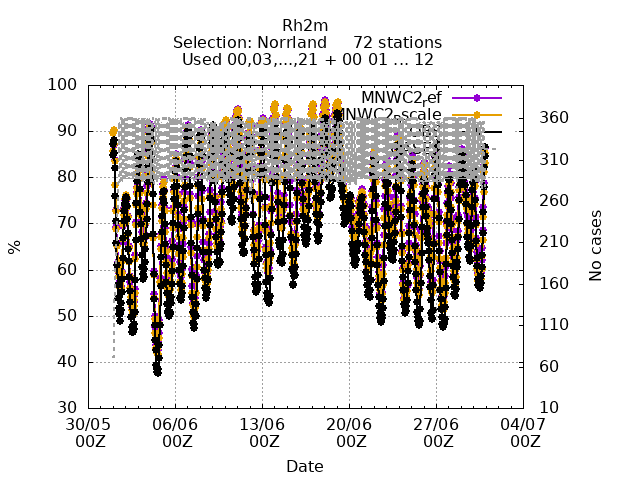 Rh2m
Selection: Norrland 72 stations
Used 00,03,...,21 + 00 01 ... 12
100
90
80
70
60
50
40
30
%
MNWC2_ref
360
310
260
210
160
110
60
10
No cases
30/05 06/06 13/06 20/06 27/06 04/07
00Z 00Z 00Z 00Z 00Z 00Z
Date